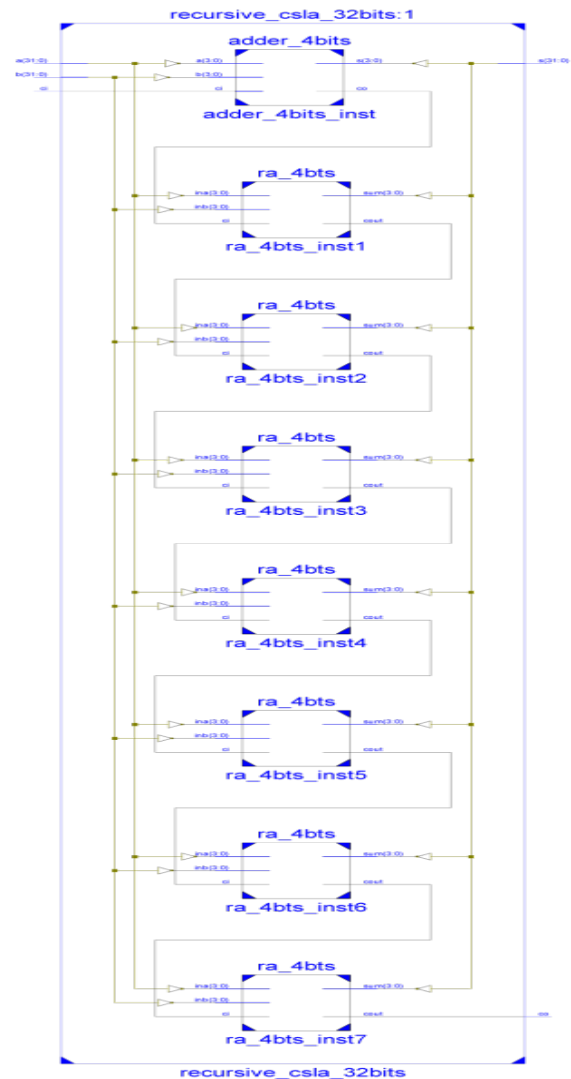 recursive_csla_32bits:1
adder_4bits
a(31:0) a(3:0) s(3:0) s(31:0)
b(31:0) b(3:0)
ci ci co
adder_4bits_inst
ra_4bts
ina(3:0) sum(3:0)
inb(3:0)
ci cout
ra_4bts_inst1
ra_4bts
ina(3:0) sum(3:0)
inb(3:0)
ci cout
ra_4bts_inst2
ra_4bts
ina(3:0) sum(3:0)
inb(3:0)
ci cout
ra_4bts_inst3
ra_4bts
ina(3:0) sum(3:0)
inb(3:0)
ci cout
ra_4bts_inst4
ra_4bts
ina(3:0) sum(3:0)
inb(3:0)
ci cout
ra_4bts_inst5
ra_4bts
ina(3:0) sum(3:0)
inb(3:0)
ci cout
ra_4bts_inst6
ra_4bts
ina(3:0) sum(3:0)
inb(3:0)
ci cout co
ra_4bts_inst7
recursive_csla_32bits